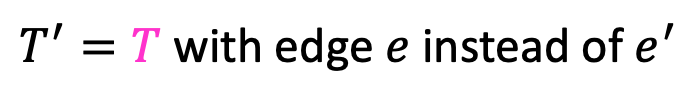 T′ = T with edge e instead of e′